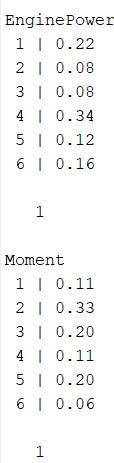 EnginePower
1 | 0.22
2 | 0.08
3 | 0.08
4 | 0.34
5 | 0.12
6 | 0.16
1
Moment
1 | 0.11
2 | 0.33
3 | 0.20
4 | 0.11
5 | 0.20
6 | 0.06
1